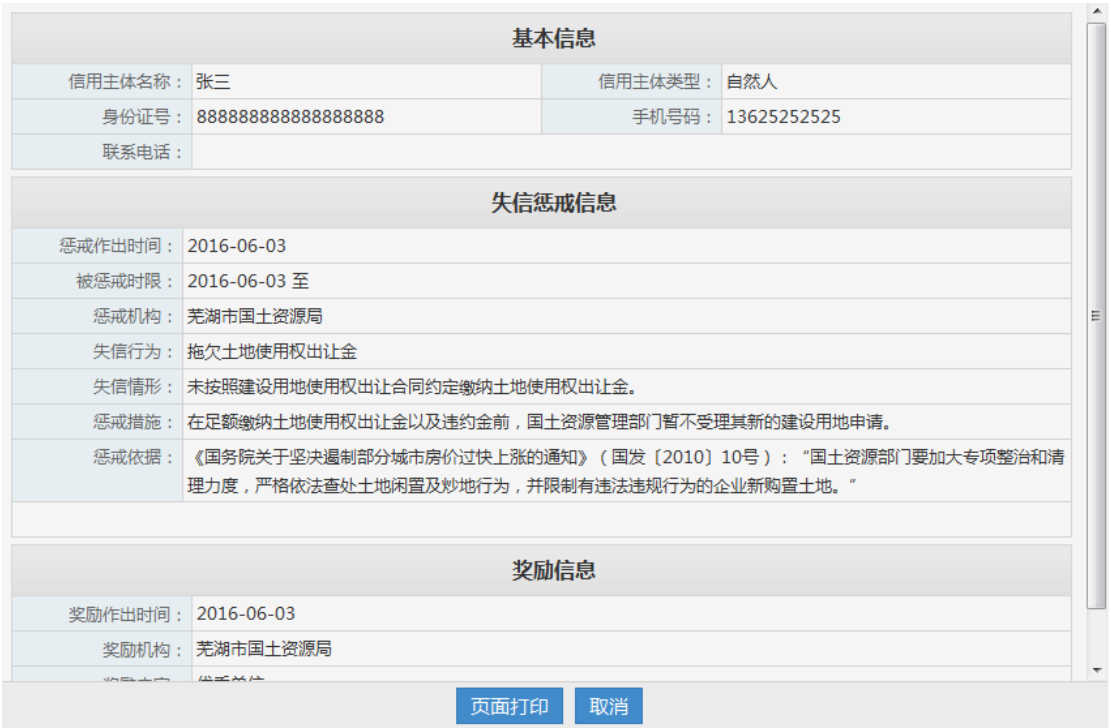 基本信息
信用主体名称： 张三 信用主体类型： 自然人
身份证号： 888888888888888888 手机号码： 13625252525
联系电话：
失信惩戒信息
惩戒作出时间： 2016-06-03
被惩戒时限： 2016-06-03 至
惩戒机构： 芜湖市国土资源局
失信行为： 拖欠土地使用权出让金
失信情形： 未按照建设用地使用权出让合同约定缴纳土地使用权出让金。
惩戒措施： 在足额缴纳土地使用权出让金以及违约金前，国土资源管理部门暂不受理其新的建设用地申请。
惩戒依据： 《国务院关于坚决遏制部分城市房价过快上涨的通知》（国发〔2010〕10号）：“国土资源部门要加大专项整治和清
理力度，严格依法查处土地闲置及炒地行为，并限制有违法违规行为的企业新购置土地。”
奖励信息
奖励作出时间： 2016-06-03
奖励机构： 芜湖市国土资源局
页面打印 取消